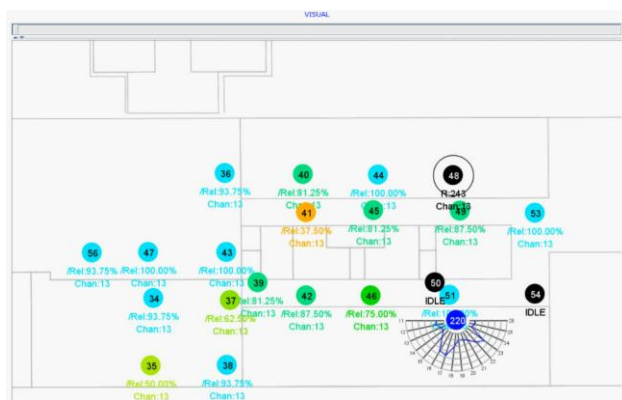 VISUAL
36
/Rel:93.75%
Chan:13
40
/Rel:81.25%
Chan:13
44
/Rel:100.00%
Chan:13
48
R:243
Chan:13
41
/Rel:37.50%
Chan:13
45
/Rel:81.25%
Chan:13
49
/Rel:87.50%
Chan:13
53
/Rel:100.00%
Chan:13
56
/Rel:93.75%
Chan:13
47
/Rel:100.00%
Chan:13
43
/Rel:100.00%
Chan:13
39
Rel:81.25%
Chan:13
50
IDLE
34
/Rel:93.75%
Chan:13
37
/Rel:62.50%
Chan:13
42
/Rel:87.50%
Chan:13
46
/Rel:75.00%
Chan:13
51
54
IDLE
220
35
/Rel:50.00%
Chan:13
38
/Rel:93.75%
Chan:13